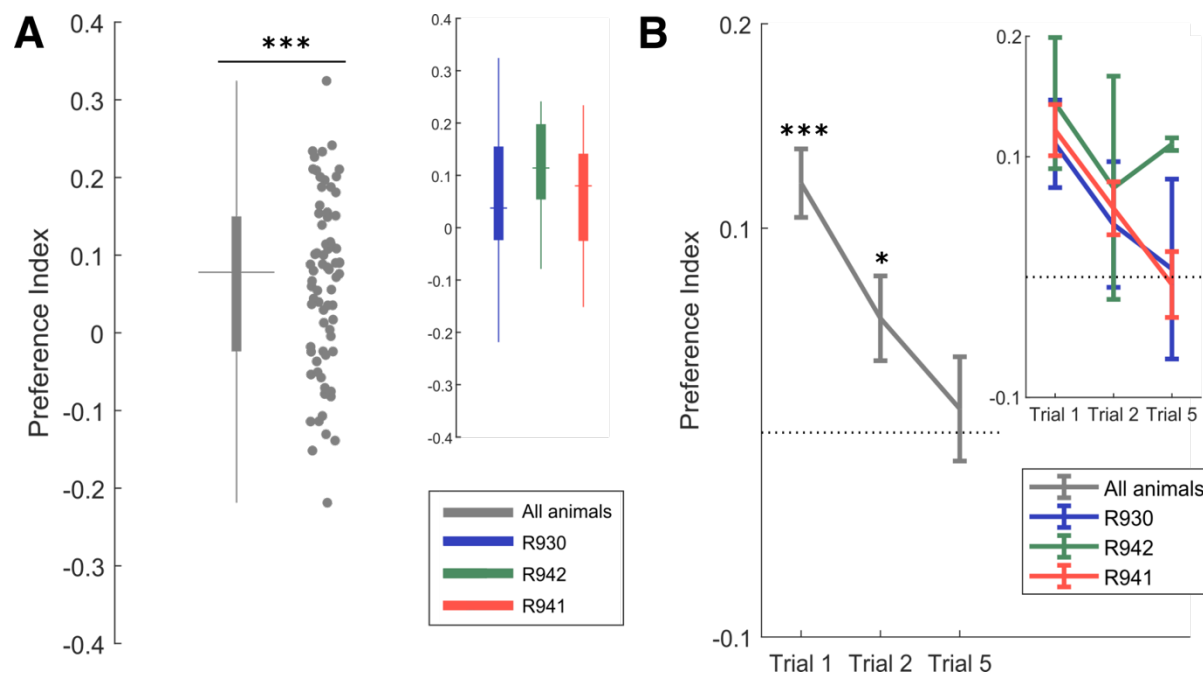 A
Preference Index
0.4
0.3
0.2
0.1
0
-0.1
-0.2
-0.3
-0.4
***
0.4
0.3
0.2
0.1
0
-0.1
-0.2
-0.3
-0.4
All animals
R930
R942
R941
B
Preference Index
0.2
0.1
-0.1
***
*
Trial 1 Trial 2 Trial 5
0.2
0.1
-0.1
Trial 1 Trial 2 Trial 5
All animals
R930
R942
R941